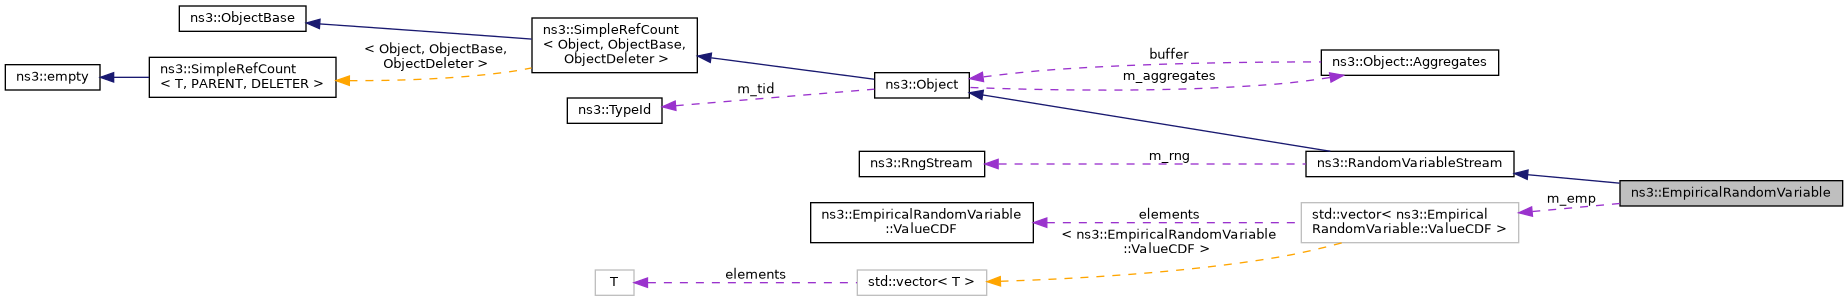 ns3::ObjectBase
ns3::SimpleRefCount
< Object, ObjectBase,
ObjectDeleter >
< Object, ObjectBase,
ObjectDeleter >
ns3::empty
ns3::SimpleRefCount
< T, PARENT, DELETER >
buffer
ns3::Object::Aggregates
m_aggregates
ns3::Object
m_tid
ns3::TypeId
ns3::RngStream
m_rng
ns3::RandomVariableStream
ns3::EmpiricalRandomVariable
m_emp
ns3::EmpiricalRandomVariable
::ValueCDF
elements
std::vector< ns3::Empirical
RandomVariable::ValueCDF >
< ns3::EmpiricalRandomVariable
::ValueCDF >
T
elements
std::vector< T >